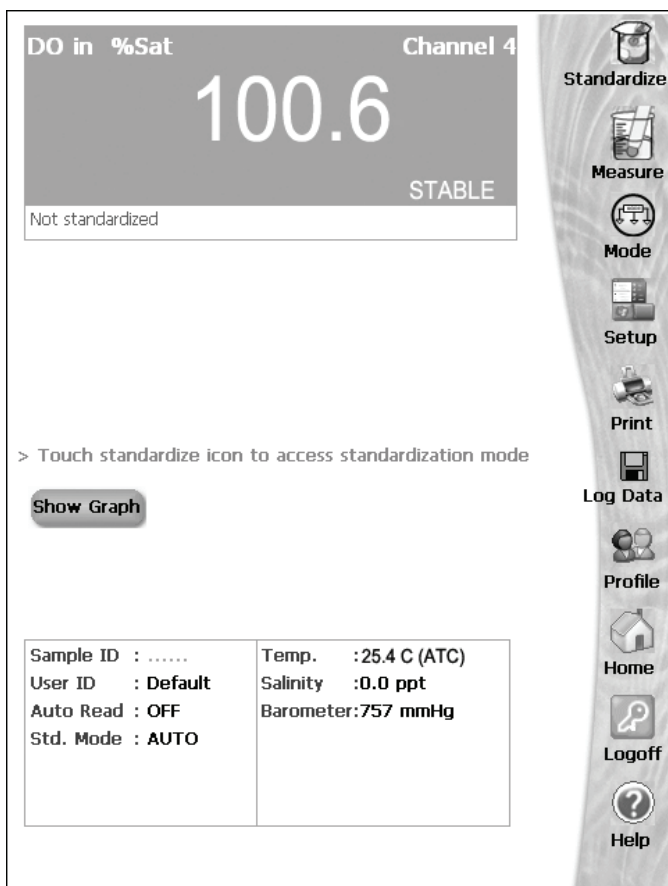 DO in %Sat
Channel 4
100.6
STABLE
Not standardized
> Touch standardize icon to access standardization mode
Show Graph
Sample ID : ......
User ID : Default
Auto Read : OFF
Std. Mode : AUTO
Temp. :25.4 C (ATC)
Salinity :0.0 ppt
Barometer:757 mmHg
Standardize
Measure
Mode
Setup
Print
Log Data
Profile
Home
Logoff
?
Help